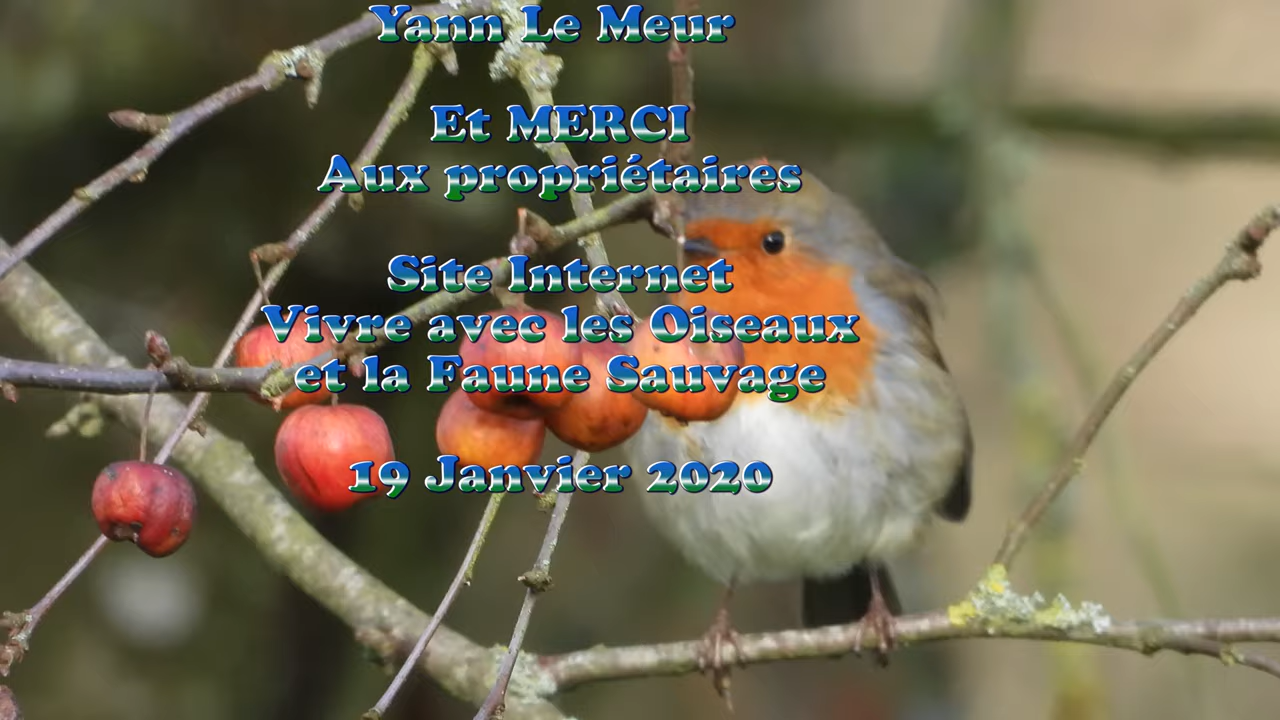 Yann Le Meur
Et MERCI
Aux propriétaires
Site Internet
Vivre avec les Oiseaux
et la Faune Sauvage
19 Janvier 2020